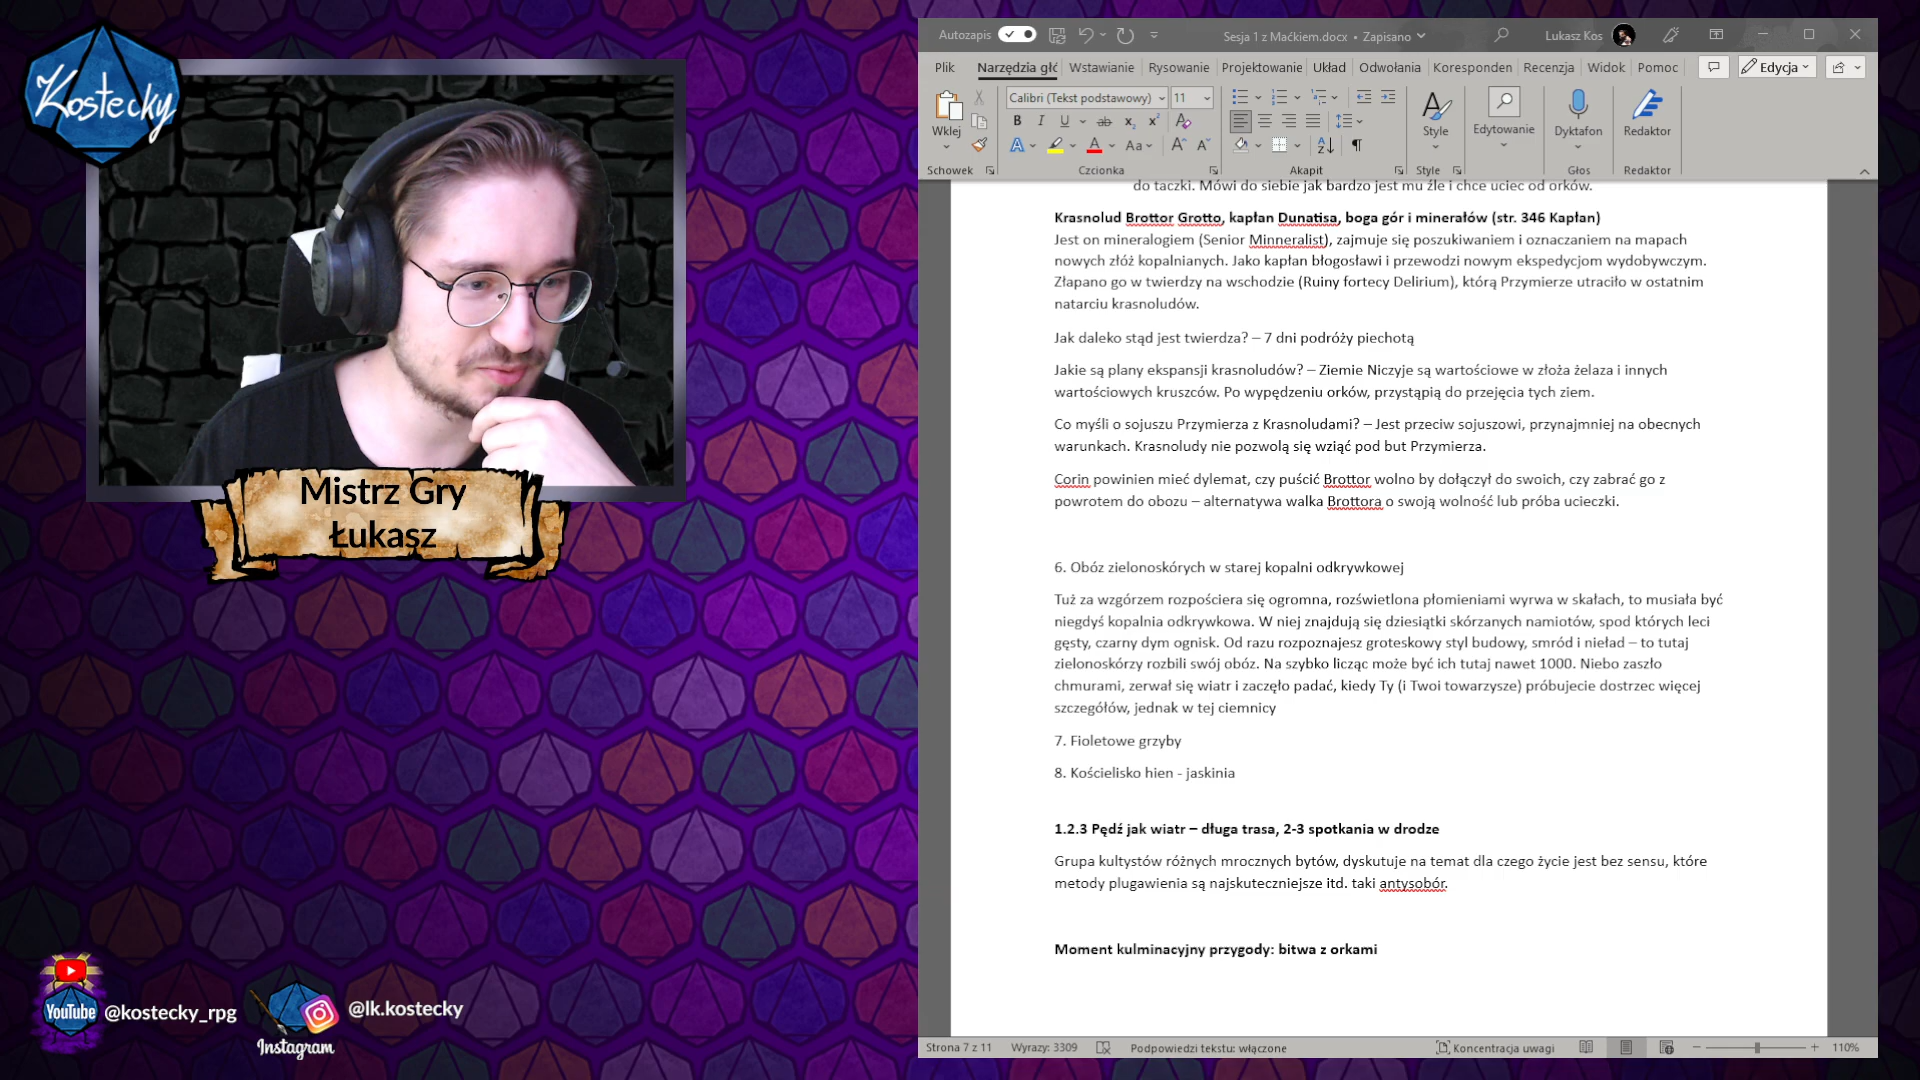 Kostecky
Mistrz Gry
Łukasz
YouTube
@kostecky_rpg
Instagram
@lk.kostecky
Autozapis
Sesja 1 z Maćkiem.docx • Zapisano
Lukasz Kos
Plik
Narzędzia głó
Wstawianie
Rysowanie
Projektowanie
Układ
Odwołania
Koresponden
Recenzja
Widok
Pomoc
Edycja
Wklej
Calibri (Tekst podstawowy)
11
Style
Edytowanie
Dyktafon
Redaktor
Schowek
Czcionka
Akapit
Style
Głos
Redaktor
do taczki. Mówi do siebie jak bardzo jest mu źle i chce uciec od orków.
Krasnolud Brottor Grotto, kapłan Dunatisa, boga gór i minerałów (str. 346 Kapłan)
Jest on mineralogiem (Senior Minneralist), zajmuje się poszukiwaniem i oznaczaniem na mapach
nowych złóż kopalnianych. Jako kapłan błogosławi i przewodzi nowym ekspedycjom wydobywczym.
Złapano go w twierdzy na wschodzie (Ruiny fortecy Delirium), którą Przymierze utraciło w ostatnim
natarciu krasnoludów.
Jak daleko stąd jest twierdza? – 7 dni podróży piechotą
Jakie są plany ekspansji krasnoludów? – Ziemie Niczyje są wartościowe w złoża żelaza i innych
wartościowych kruszców. Po wypędzeniu orków, przystąpią do przejęcia tych ziem.
Co myśli o sojuszu Przymierza z Krasnoludami? – Jest przeciw sojuszowi, przynajmniej na obecnych
warunkach. Krasnoludy nie pozwolą się wziąć pod but Przymierza.
Corin powinien mieć dylemat, czy puścić Brottor wolno by dołączył do swoich, czy zabrać go z
powrotem do obozu – alternatywa walka Brottora o swoją wolność lub próba ucieczki.
6. Obóz zielonoskórych w starej kopalni odkrywkowej
Tuż za wzgórzem rozpościera się ogromna, rozświetlona płomieniami wyrwa w skałach, to musiała być
niegdyś kopalnia odkrywkowa. W niej znajdują się dziesiątki skórzanych namiotów, spod których leci
gęsty, czarny dym ognisk. Od razu rozpoznajesz groteskowy styl budowy, smród i nieład – to tutaj
zielonoskórzy rozbili swój obóz. Na szybko licząc może być ich tutaj nawet 1000. Niebo zaszło
chmurami, zerwał się wiatr i zaczęło padać, kiedy Ty (i Twoi towarzysze) próbujecie dostrzec więcej
szczegółów, jednak w tej ciemnicy
7. Fioletowe grzyby
8. Kościelisko hien - jaskinia
1.2.3 Pędź jak wiatr – długa trasa, 2-3 spotkania w drodze
Grupa kultystów różnych mrocznych bytów, dyskutuje na temat dla czego życie jest bez sensu, które
metody plugawienia są najskuteczniejsze itd. taki antysobór.
Moment kulminacyjny przygody: bitwa z orkami
Strona 7 z 11
Wyrazy: 3309
Podpowiedzi tekstu: włączone
Koncentracja uwagi
110%